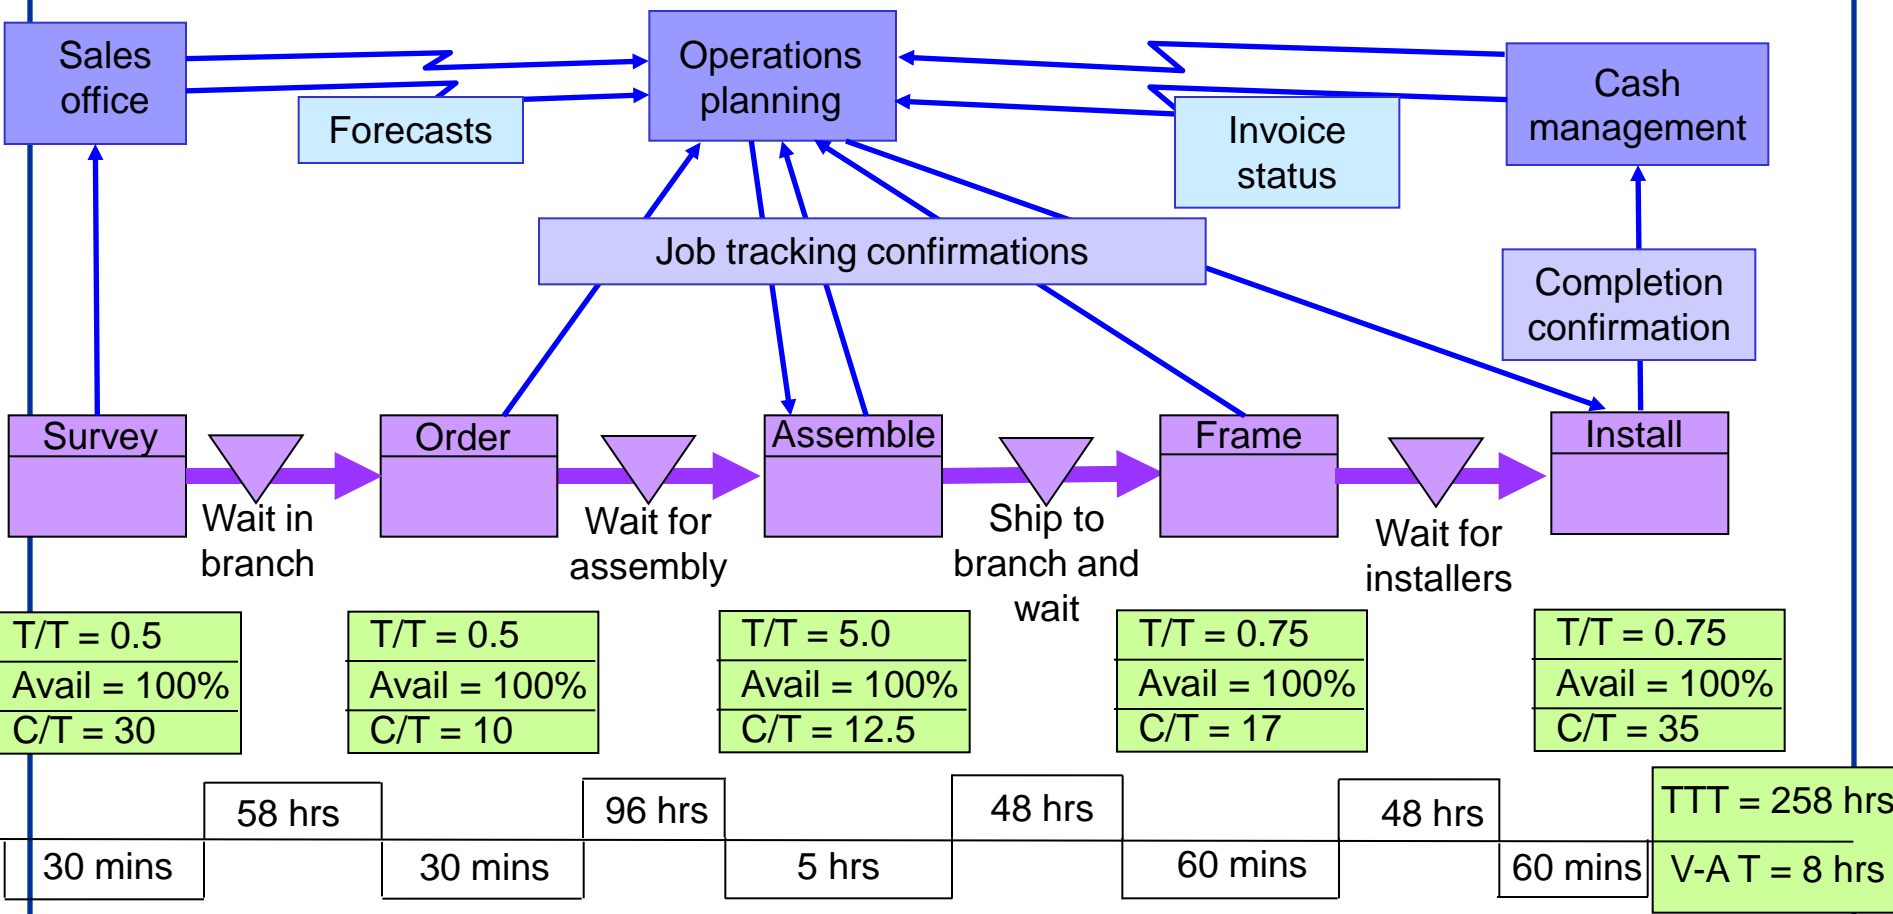 Sales
office
Operations
planning
Cash
management
Forecasts
Invoice
status
Job tracking confirmations
Completion
confirmation
Survey
Order
Assemble
Frame
Install
Wait in
branch
Wait for
assembly
Ship to
branch and
wait
Wait for
installers
T/T = 0.5
Avail = 100%
C/T = 30
T/T = 0.5
Avail = 100%
C/T = 10
T/T = 5.0
Avail = 100%
C/T = 12.5
T/T = 0.75
Avail = 100%
C/T = 17
T/T = 0.75
Avail = 100%
C/T = 35
58 hrs
96 hrs
48 hrs
48 hrs
TTT = 258 hrs
30 mins
30 mins
5 hrs
60 mins
60 mins
V-A T = 8 hrs